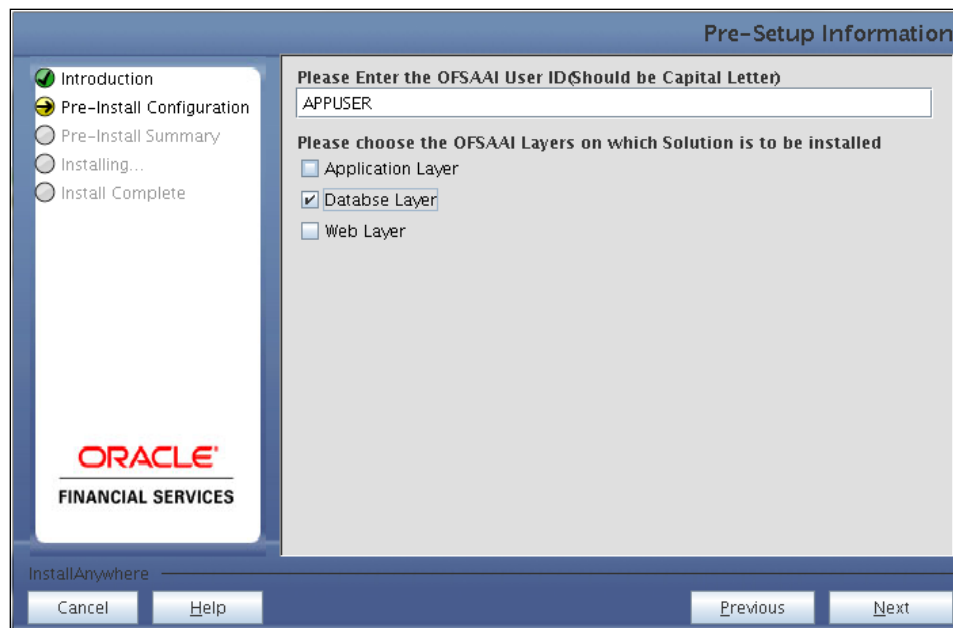 Pre-Setup Information
Introduction
Pre-Install Configuration
Pre-Install Summary
Installing...
Install Complete
Please Enter the OFSAAI User ID(Should be Capital Letter)
APPUSER
Please choose the OFSAAI Layers on which Solution is to be installed
Application Layer
Databse Layer
Web Layer
ORACLE
FINANCIAL SERVICES
InstallAnywhere
Cancel
Help
Previous
Next